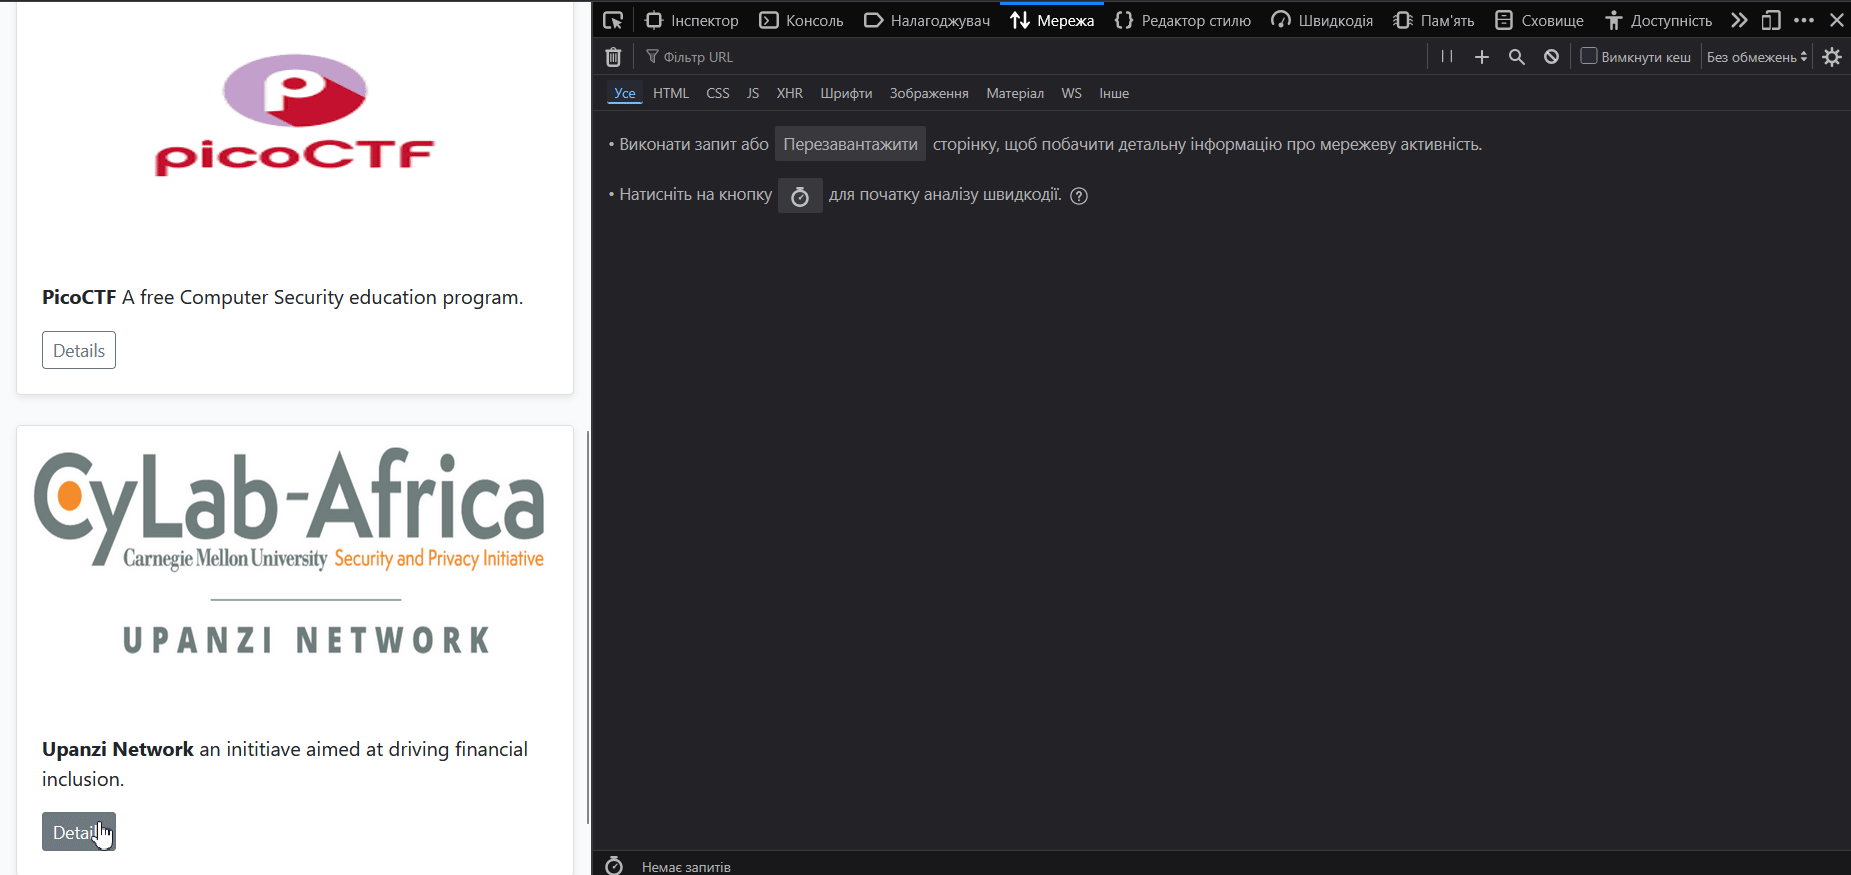 picoCTF
PicoCTF A free Computer Security education program.
Details
CyLab-Africa
Carnegie Mellon University Security and Privacy Initiative
UPANZI NETWORK
Upanzi Network an inititiave aimed at driving financial
inclusion.
Detail
Інспектор Консоль Налагоджувач Мережа Редактор стилю Швидкодія Пам'ять Сховище Доступність
Фільтр URL Вимкнути кеш Без обмежень
Усе HTML CSS JS XHR Шрифти Зображення Матеріал WS Інше
• Виконати запит або Перезавантажити сторінку, щоб побачити детальну інформацію про мережеву активність.
• Натисніть на кнопку для початку аналізу швидкодії.
Немає запитів